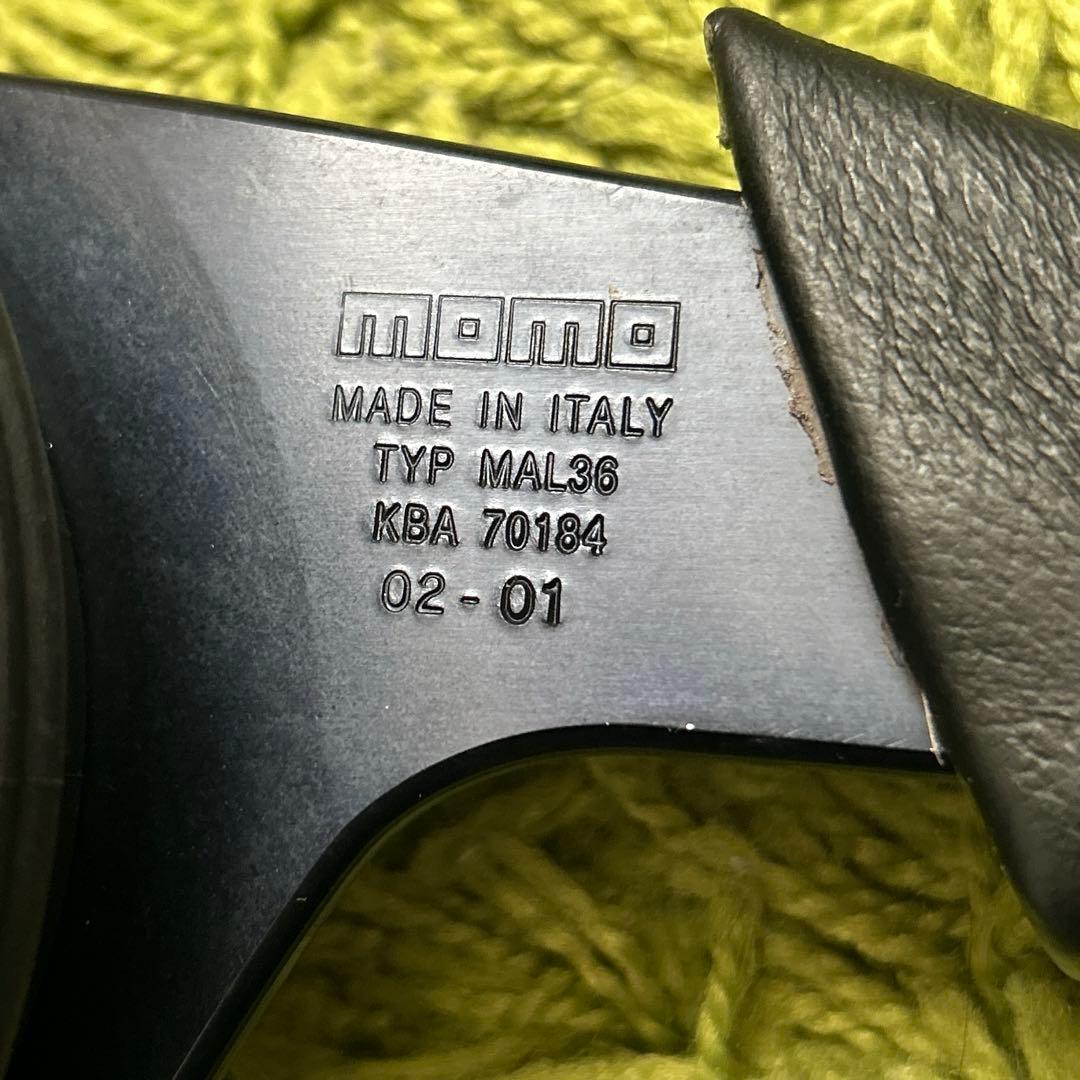 momo
MADE IN ITALY
TYP MAL36
KBA 70184
02-01